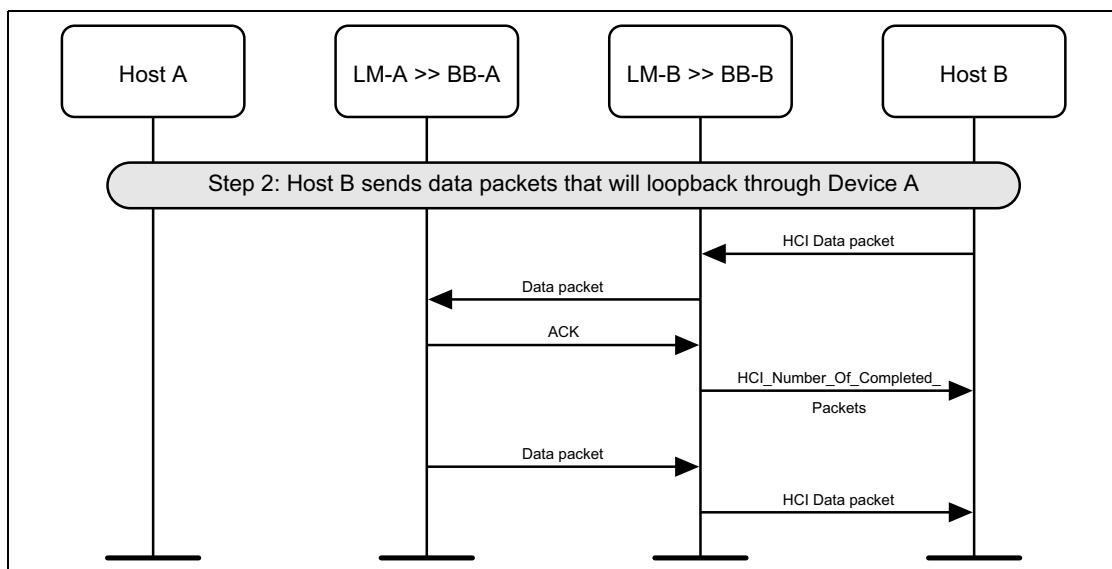 Host A
LM-A >> BB-A
LM-B >> BB-B
Host B
Step 2: Host B sends data packets that will loopback through Device A
HCI Data packet
Data packet
ACK
HCI_Number_Of_Completed_
Packets
Data packet
HCI Data packet